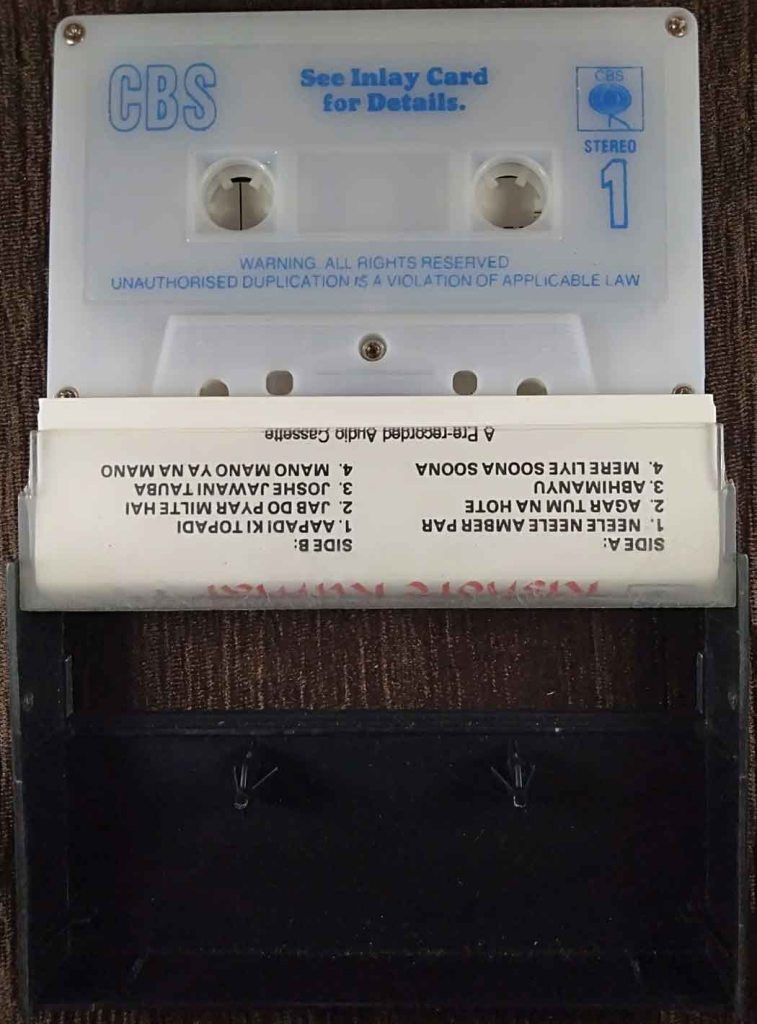 CBS
See Inlay Card
for Details.
CBS
STEREO
1
WARNING. ALL RIGHTS RESERVED
UNAUTHORISED DUPLICATION IS A VIOLATION OF APPLICABLE LAW
Kishore Kumar
SIDE A:
1. NEELE NEELE AMBER PAR
2. AGAR TUM NA HOTE
3. ABHIMANYU
4. MERE LIYE SOONA SOONA
SIDE B:
1. AAPADI KI TOPADI
2. JAB DO PYAR MILTE HAI
3. JOSHE JAWANI TAUBA
4. MANO MANO YA NA MANO
A Pre-recorded Audio Cassette